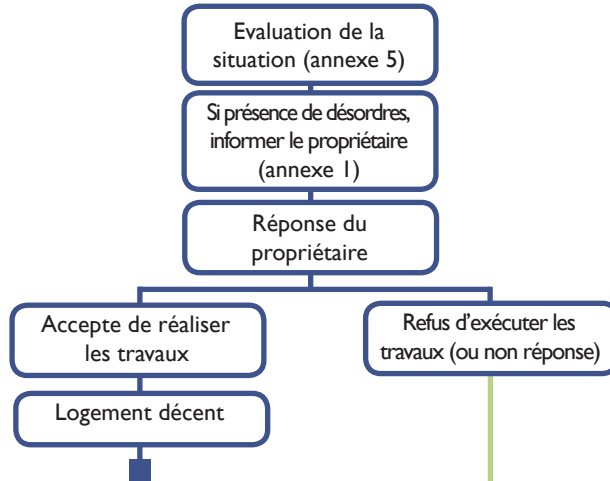 Evaluation de la
situation (annexe 5)
Si présence de désordres,
informer le propriétaire
(annexe 1)
Réponse du
propriétaire
Accepte de réaliser
les travaux
Refus d’exécuter les
travaux (ou non réponse)
Logement décent